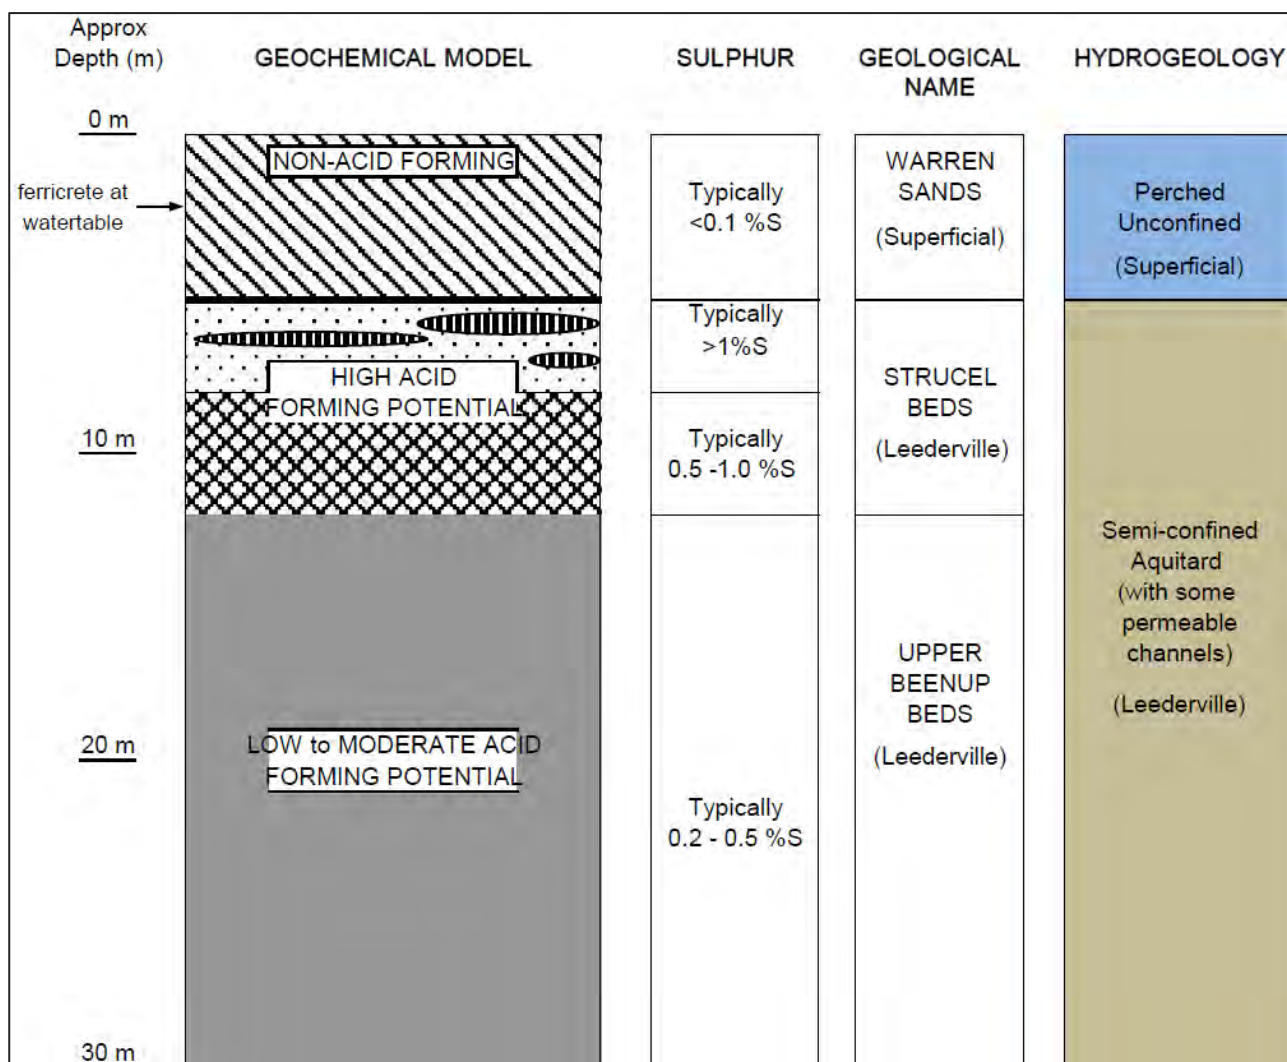 Approx
Depth (m)
GEOCHEMICAL MODEL
SULPHUR
GEOLOGICAL
NAME
HYDROGEOLOGY
0 m
ferricrete at
watertable
10 m
20 m
30 m
NON-ACID FORMING
HIGH ACID
FORMING POTENTIAL
LOW to MODERATE ACID
FORMING POTENTIAL
Typically
<0.1 %S
Typically
>1%S
Typically
0.5 -1.0 %S
Typically
0.2 - 0.5 %S
WARREN
SANDS
(Superficial)
STRUCEL
BEDS
(Leederville)
UPPER
BEENUP
BEDS
(Leederville)
Perched
Unconfined
(Superficial)
Semi-confined
Aquitard
(with some
permeable
channels)
(Leederville)